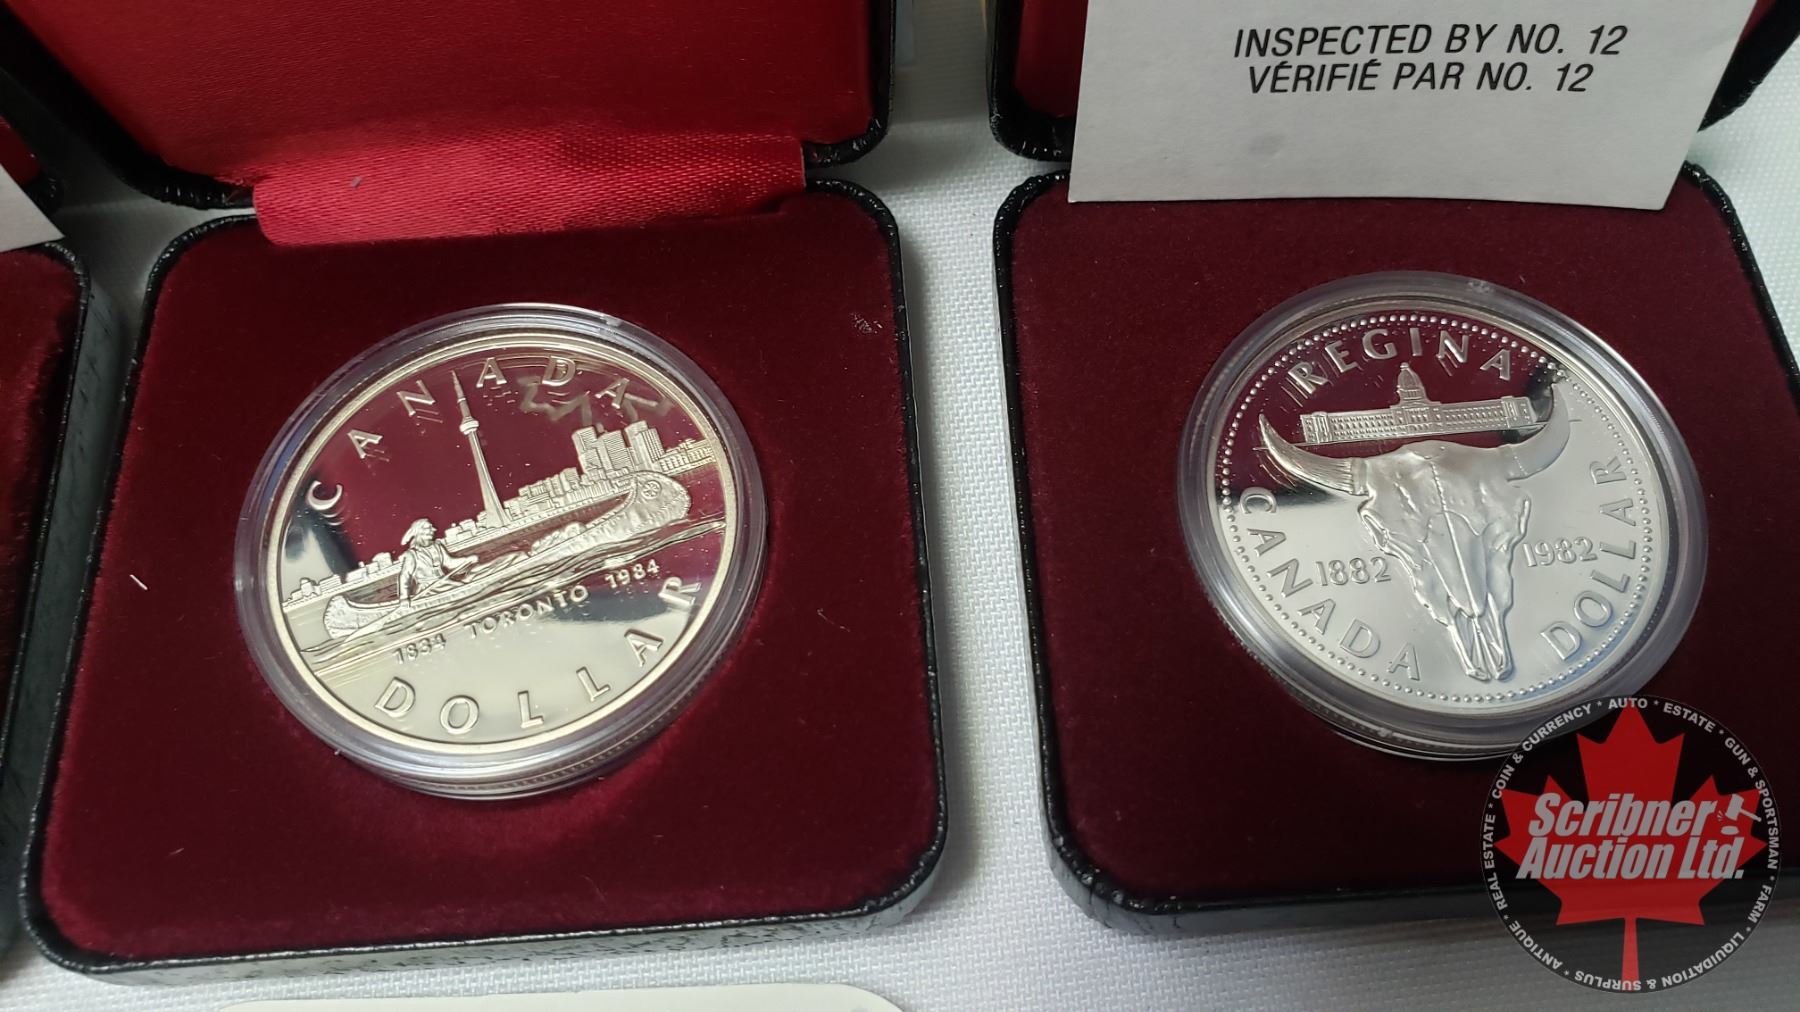 INSPECTED BY NO. 12
VÉRIFIÉ PAR NO. 12
CANADA
1834 TORONTO 1984
DOLLAR
REGINA
1882 1982
CANADA DOLLAR
Scribner
Auction Ltd.
* REAL ESTATE * COIN & CURRENCY * AUTO * ESTATE * GUN & SPORTSMAN * FARM * LIQUIDATION & SURPLUS * ANTIQUE